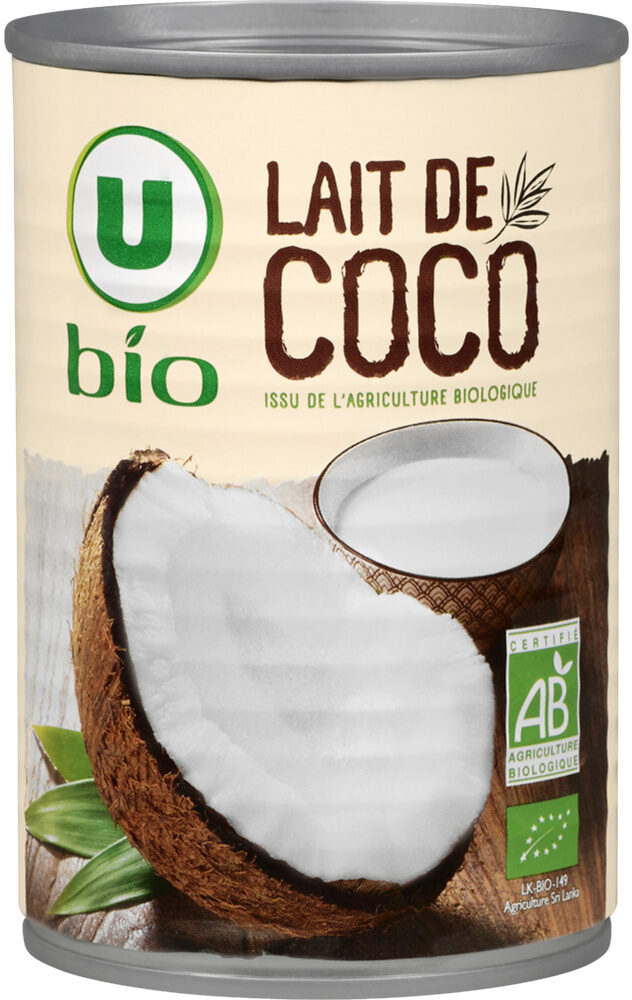 U
bio
LAIT DE
COCO
ISSU DE L'AGRICULTURE BIOLOGIQUE
CERTIFIÉ
AB
AGRICULTURE
BIOLOGIQUE
LK-BIO-149
Agriculture Sri Lanka